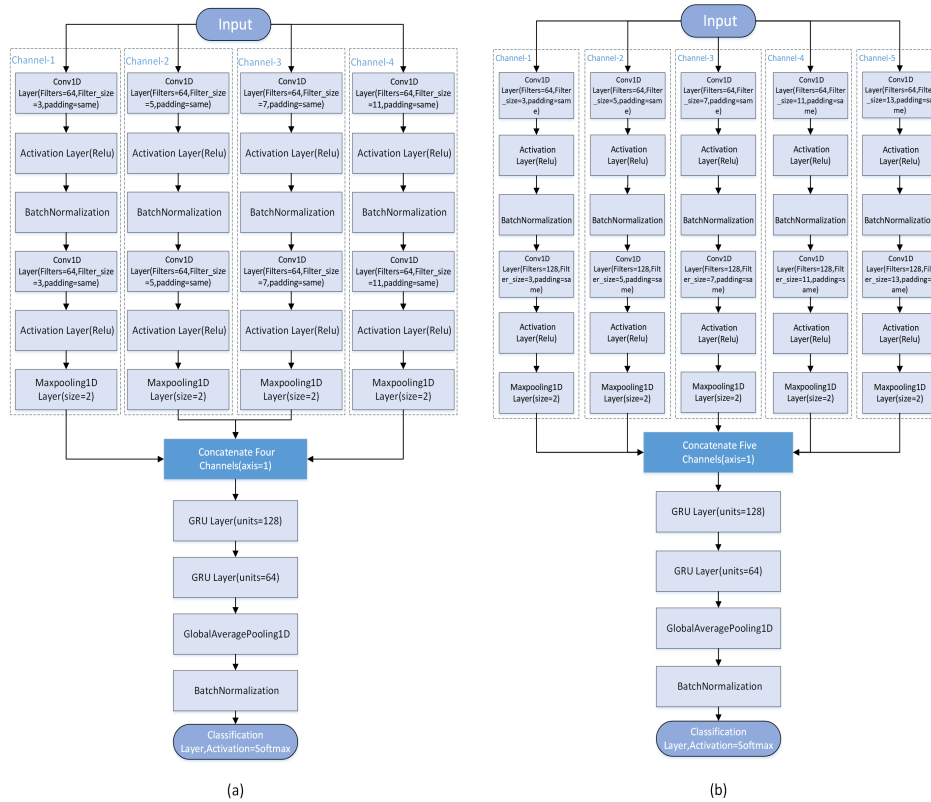 Input
Channel-1
Conv1D
Layer(Filters=64,Filter_size
=3,padding=same)
Activation Layer(Relu)
BatchNormalization
Conv1D
Layer(Filters=64,Filter_size
=3,padding=same)
Activation Layer(Relu)
Maxpooling1D
Layer(size=2)
Channel-2
Conv1D
Layer(Filters=64,Filter_size
=5,padding=same)
Activation Layer(Relu)
BatchNormalization
Conv1D
Layer(Filters=64,Filter_size
=5,padding=same)
Activation Layer(Relu)
Maxpooling1D
Layer(size=2)
Channel-3
Conv1D
Layer(Filters=64,Filter_size
=7,padding=same)
Activation Layer(Relu)
BatchNormalization
Conv1D
Layer(Filters=64,Filter_size
=7,padding=same)
Activation Layer(Relu)
Maxpooling1D
Layer(size=2)
Channel-4
Conv1D
Layer(Filters=64,Filter_size
=11,padding=same)
Activation Layer(Relu)
BatchNormalization
Conv1D
Layer(Filters=64,Filter_size
=11,padding=same)
Activation Layer(Relu)
Maxpooling1D
Layer(size=2)
Concatenate Four
Channels(axis=1)
GRU Layer(units=128)
GRU Layer(units=64)
GlobalAveragePooling1D
BatchNormalization
Classification
Layer,Activation=Softmax
(a)
Input
Channel-1
Conv1D
Layer(Filters=64,Filter
_size=3,padding=sam
e)
Activation
Layer(Relu)
BatchNormalization
Conv1D
Layer(Filters=128,Filt
er_size=3,padding=sa
me)
Activation
Layer(Relu)
Maxpooling1D
Layer(size=2)
Channel-2
Conv1D
Layer(Filters=64,Filter
_size=5,padding=sam
e)
Activation
Layer(Relu)
BatchNormalization
Conv1D
Layer(Filters=128,Filt
er_size=5,padding=sa
me)
Activation
Layer(Relu)
Maxpooling1D
Layer(size=2)
Channel-3
Conv1D
Layer(Filters=64,Filter
_size=7,padding=sam
e)
Activation
Layer(Relu)
BatchNormalization
Conv1D
Layer(Filters=128,Filt
er_size=7,padding=sa
me)
Activation
Layer(Relu)
Maxpooling1D
Layer(size=2)
Channel-4
Conv1D
Layer(Filters=64,Filter
_size=11,padding=sa
me)
Activation
Layer(Relu)
BatchNormalization
Conv1D
Layer(Filters=128,Filt
er_size=11,padding=s
ame)
Activation
Layer(Relu)
Maxpooling1D
Layer(size=2)
Channel-5
Conv1D
Layer(Filters=64,Filter
_size=13,padding=sa
me)
Activation
Layer(Relu)
BatchNormalization
Conv1D
Layer(Filters=128,Filt
er_size=13,padding=s
ame)
Activation
Layer(Relu)
Maxpooling1D
Layer(size=2)
Concatenate Five
Channels(axis=1)
GRU Layer(units=128)
GRU Layer(units=64)
GlobalAveragePooling1D
BatchNormalization
Classification
Layer,Activation=Softmax
(b)